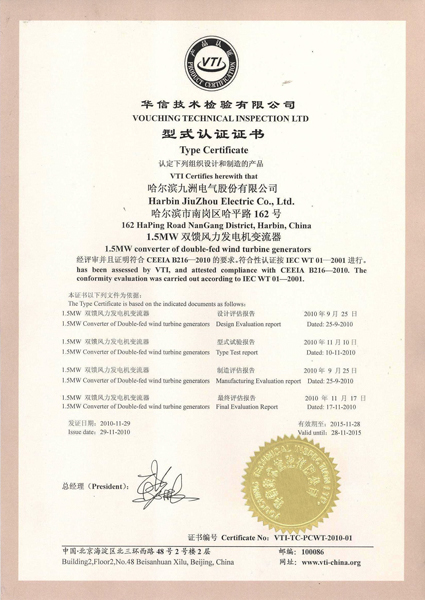 产品认证
VTI
PRODUCT CERTIFICATION
华信技术检验有限公司
VOUCHING TECHNICAL INSPECTION LTD
型式认证证书
Type Certificate
认定下列组织设计和制造的产品
VTI Certifies herewith that
哈尔滨九洲电气股份有限公司
Harbin JiuZhou Electric Co., Ltd.
哈尔滨市南岗区哈平路 162 号
162 HaPing Road NanGang District, Harbin, China
1.5MW 双馈风力发电机变流器
1.5MW converter of double-fed wind turbine generators
经评审并且证明符合 CEEIA B216—2010 的要求。符合性认证按 IEC WT 01—2001 进行。
has been assessed by VTI, and attested compliance with CEEIA B216—2010. The
conformity evaluation was carried out according to IEC WT 01—2001.
本证书以下列文件为依据:
The Type Certificate is based on the indicated documents as follows:
1.5MW 双馈风力发电机变流器 设计评估报告 2010 年 9 月 25 日
1.5MW Converter of Double-fed wind turbine generators Design Evaluation report Dated: 25-9-2010
1.5MW 双馈风力发电机变流器 型式试验报告 2010 年 11 月 10 日
1.5MW Converter of Double-fed wind turbine generators Type Test report Dated: 10-11-2010
1.5MW 双馈风力发电机变流器 制造评估报告 2010 年 9 月 25 日
1.5MW Converter of Double-fed wind turbine generators Manufacturing Evaluation report Dated: 25-9-2010
1.5MW 双馈风力发电机变流器 最终评估报告 2010 年 11 月 17 日
1.5MW Converter of Double-fed wind turbine generators Final Evaluation report Dated: 17-11-2010
发证日期:2010-11-29 有效期至:2015-11-28
Issue date: 29-11-2010 Valid until: 28-11-2015
总经理 (President):
VOUCHING TECHNICAL INSPECTION LTD
证书编号 Certificate No.: VTI-TC-PCWT-2010-01
中国·北京海淀区北三环西路 48 号 2 号楼 2 层 邮编: 100086
Building2,Floor2,No.48 Beisanhuan Xilu, Beijing, China 网址: www.vti-china.org